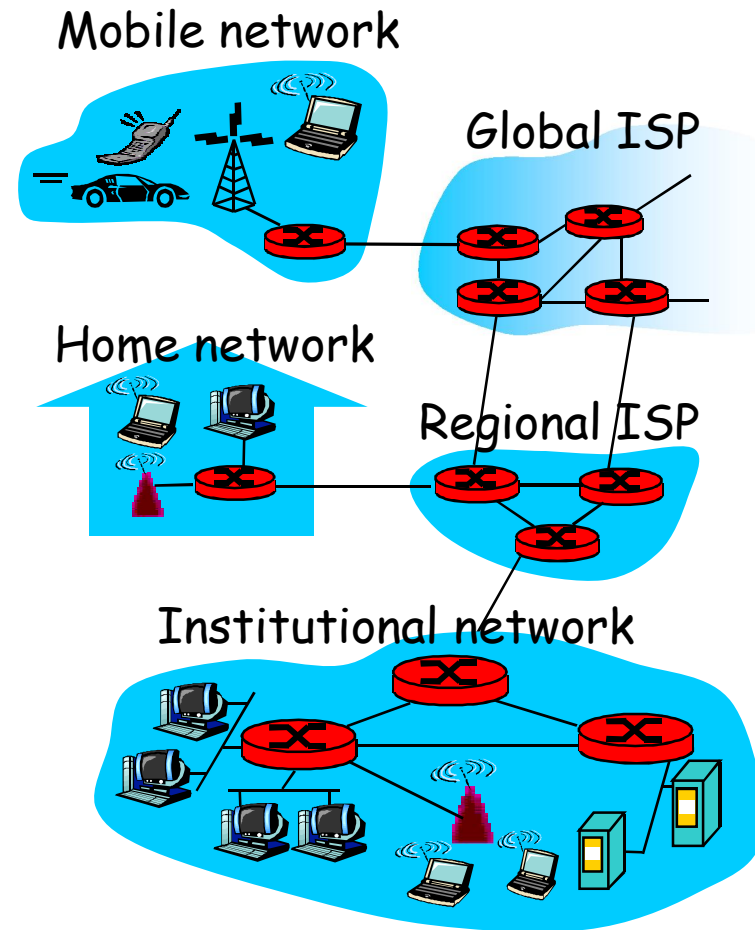 Mobile network
Global ISP
Home network
Regional ISP
Institutional network